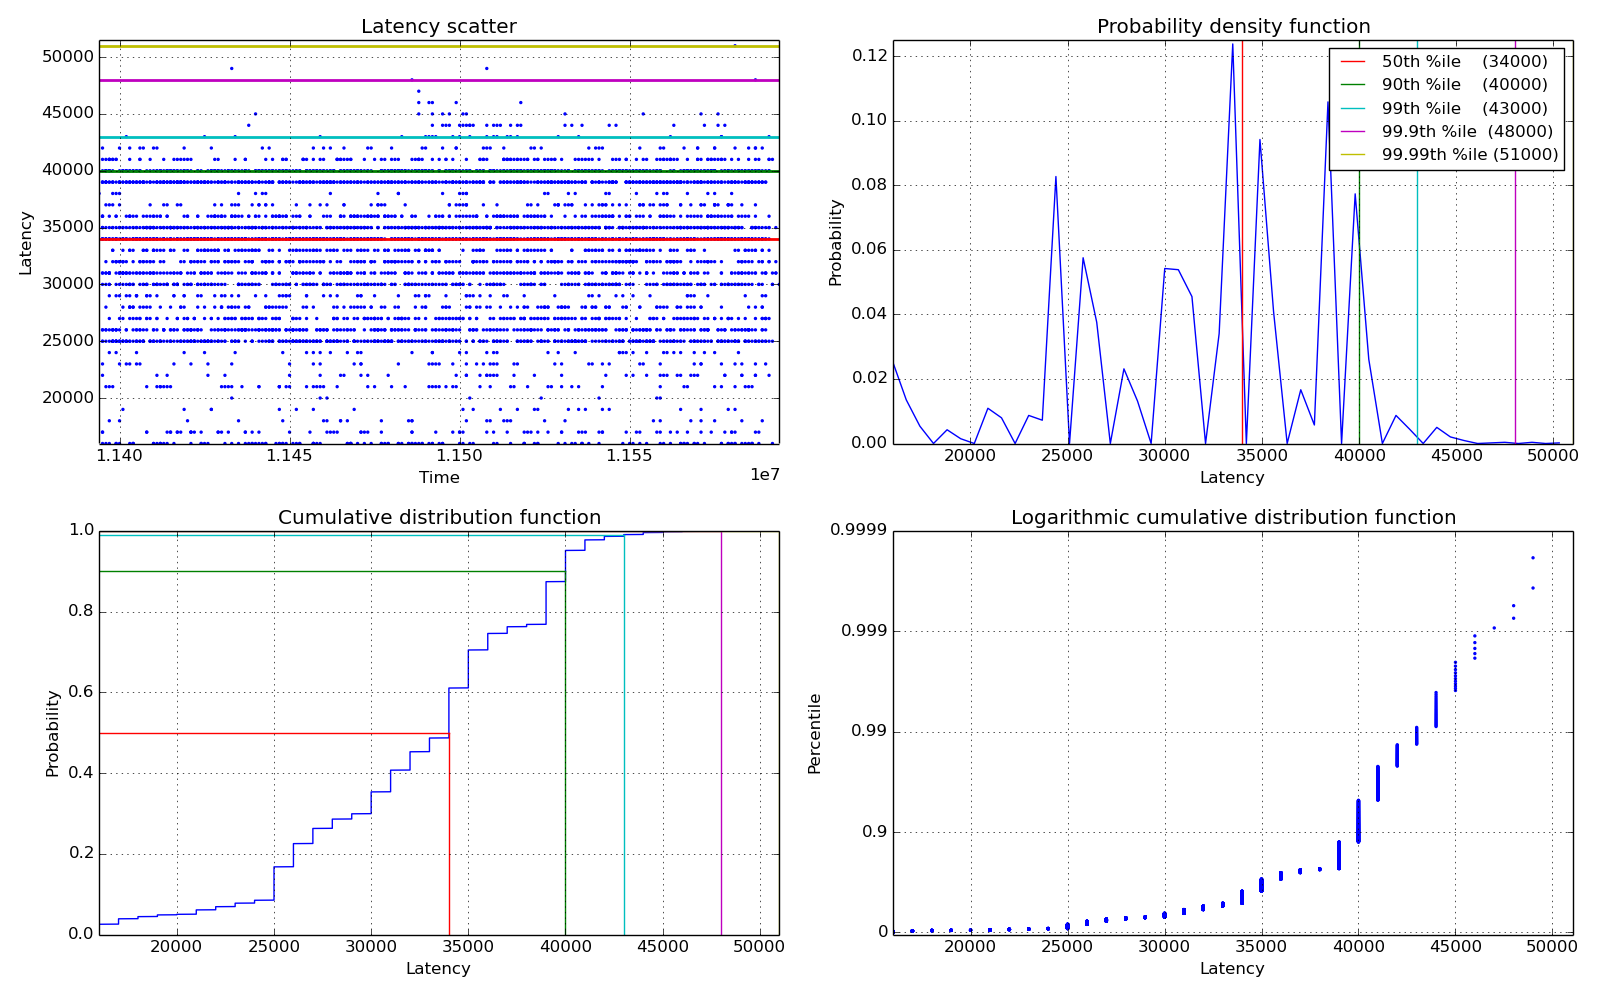 Latency scatter
50000
45000
40000
35000
30000
25000
20000
Latency
1.140
1.145
1.150
1.155
1e7
Time
Probability density function
0.12
0.10
0.08
0.06
0.04
0.02
0.00
Probability
50th %ile (34000)
90th %ile (40000)
99th %ile (43000)
99.9th %ile (48000)
99.99th %ile (51000)
20000
25000
30000
35000
40000
45000
50000
Latency
Cumulative distribution function
1.0
0.8
0.6
0.4
0.2
0.0
Probability
20000
25000
30000
35000
40000
45000
50000
Latency
Logarithmic cumulative distribution function
0.9999
0.999
0.99
0.9
0
Percentile
20000
25000
30000
35000
40000
45000
50000
Latency